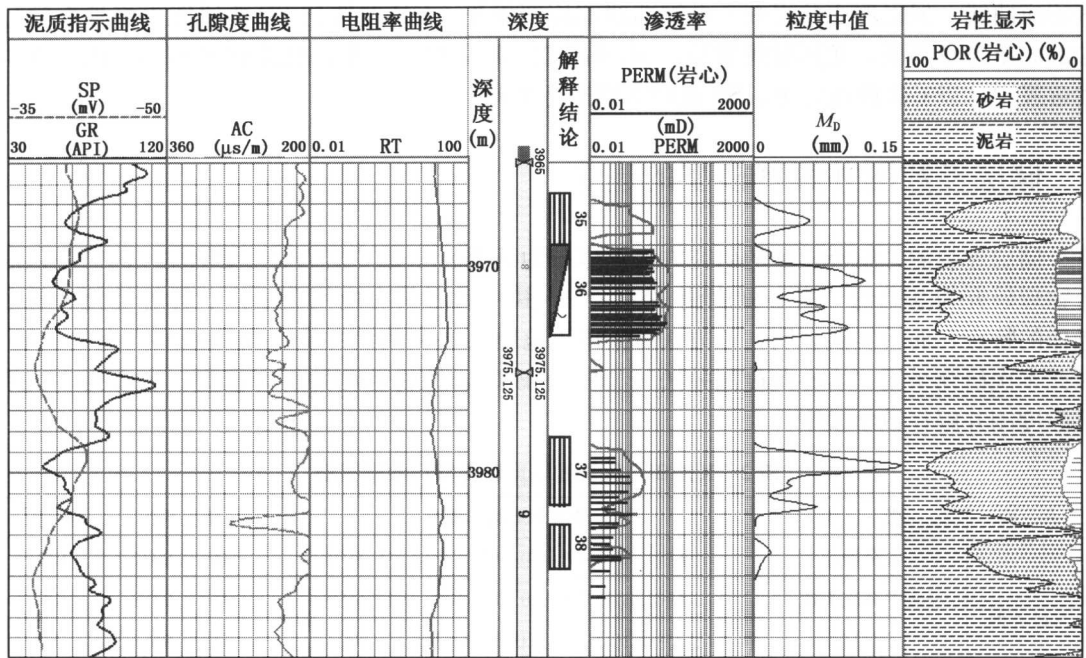 泥质指示曲线 孔隙度曲线 电阻率曲线 深度 渗透率 粒度中值 岩性显示
SP
(mV)
-35 -50
GR
(API)
30 120
AC
(μs/m)
360 200
RT
0.01 100
深度(m)
解释结论
PERM(岩心)
0.01 2000
(mD)
PERM
0.01 2000
M_D
(mm)
0 0.15
POR(岩心)(%)
100 0
砂岩
泥岩
3965
35
3970
36
3975.125 3975.125
37
3980
9
38